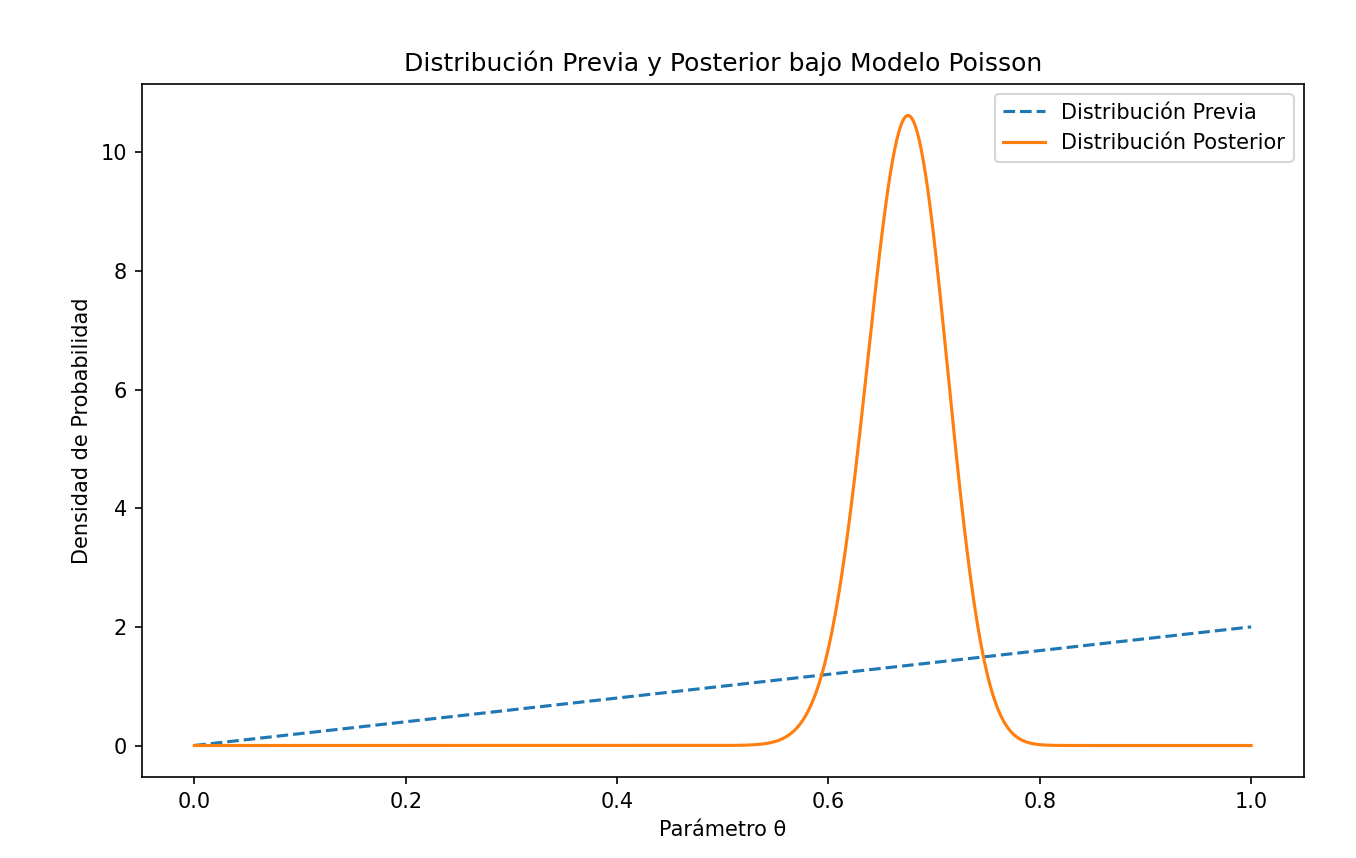 Distribución Previa y Posterior bajo Modelo Poisson
Distribución Previa
Distribución Posterior
Densidad de Probabilidad
10
8
6
4
2
0
0.0 0.2 0.4 0.6 0.8 1.0
Parámetro θ